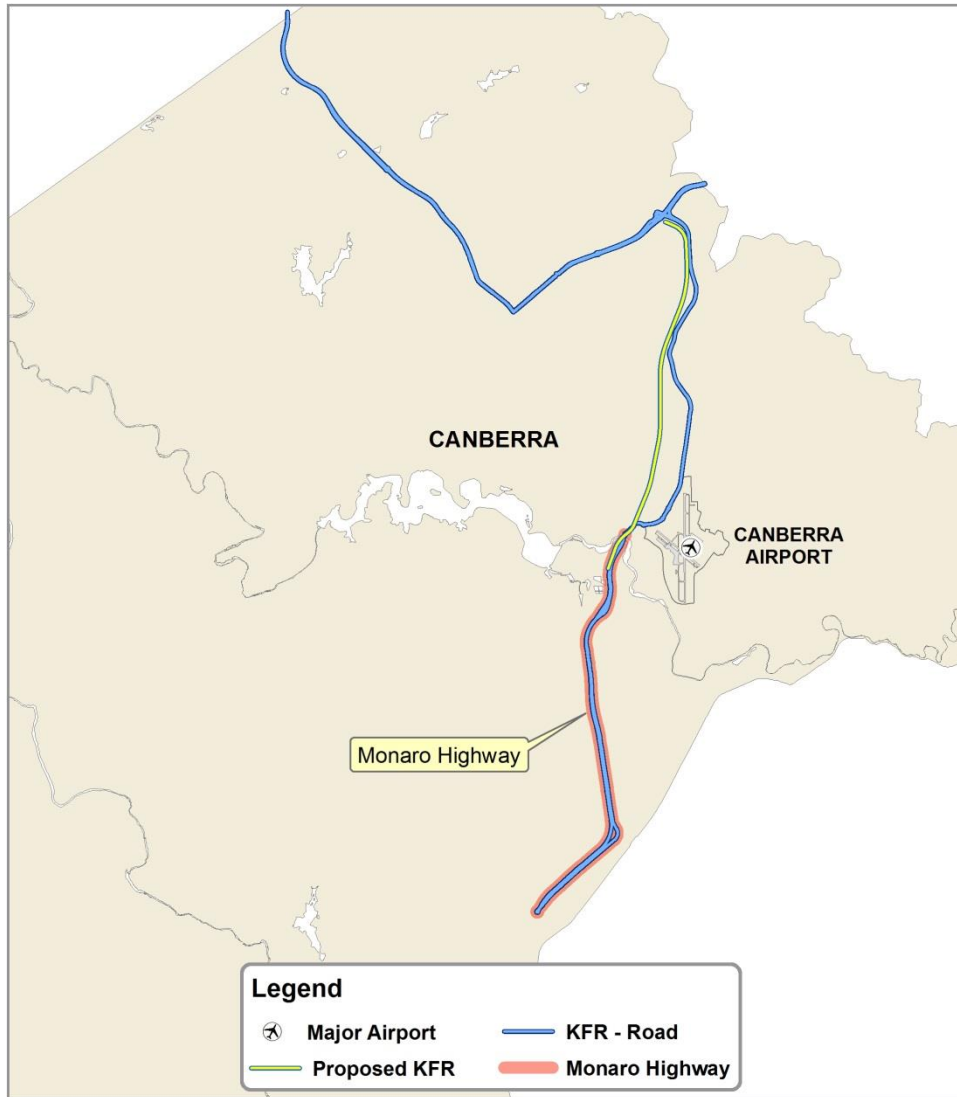 CANBERRA
CANBERRA
AIRPORT
Monaro Highway
Legend
Major Airport
KFR - Road
Proposed KFR
Monaro Highway